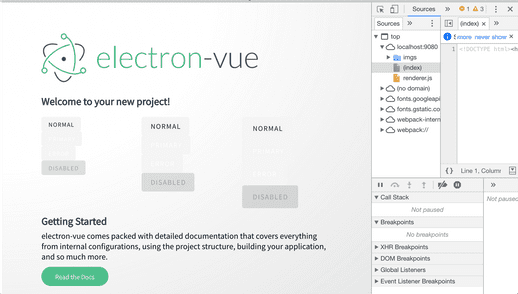 electron-vue
Welcome to your new project!
NORMAL
DISABLED
NORMAL
DISABLED
NORMAL
DISABLED
Getting Started
electron-vue comes packed with detailed documentation that covers everything
from internal configurations, using the project structure, building your application,
and so much more.
Read the Docs
Sources
1
3
Sources
(index)
top
localhost:9080
imgs
(index)
renderer.js
(no domain)
fonts.googleapi
fonts.gstatic.co
webpack-intern
webpack://
more never show
1 <!DOCTYPE html><h
Line 1, Column
Call Stack
Not paused
Breakpoints
No breakpoints
XHR Breakpoints
DOM Breakpoints
Global Listeners
Event Listener Breakpoints
Not paused